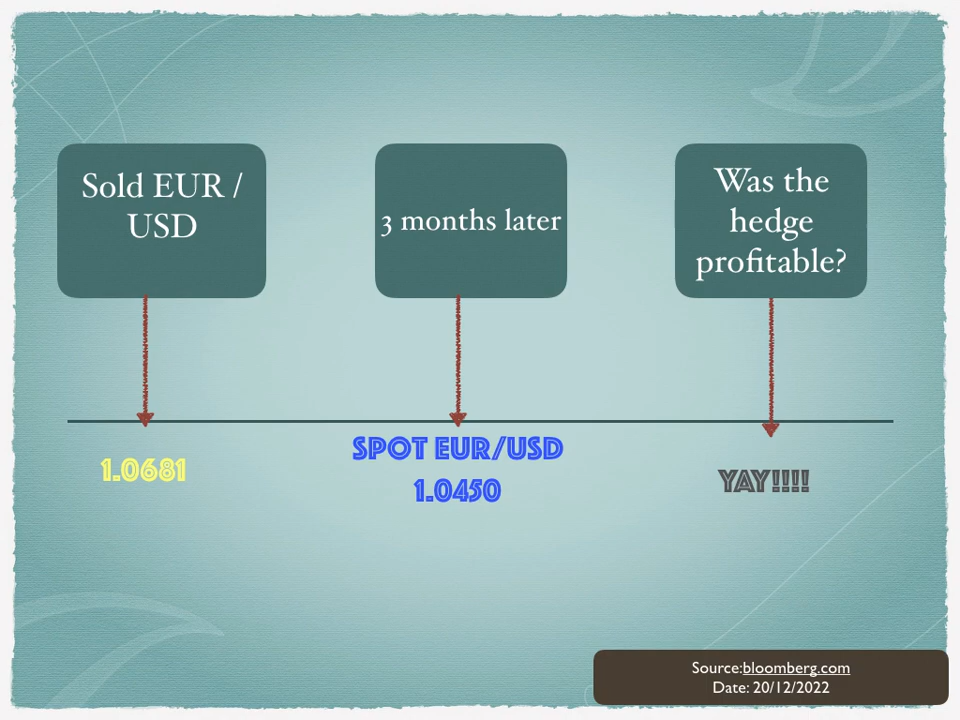 Sold EUR /
USD
3 months later
Was the
hedge
profitable?
1.0681
SPOT EUR/USD
1.0450
YAY!!!!
Source:bloomberg.com
Date: 20/12/2022